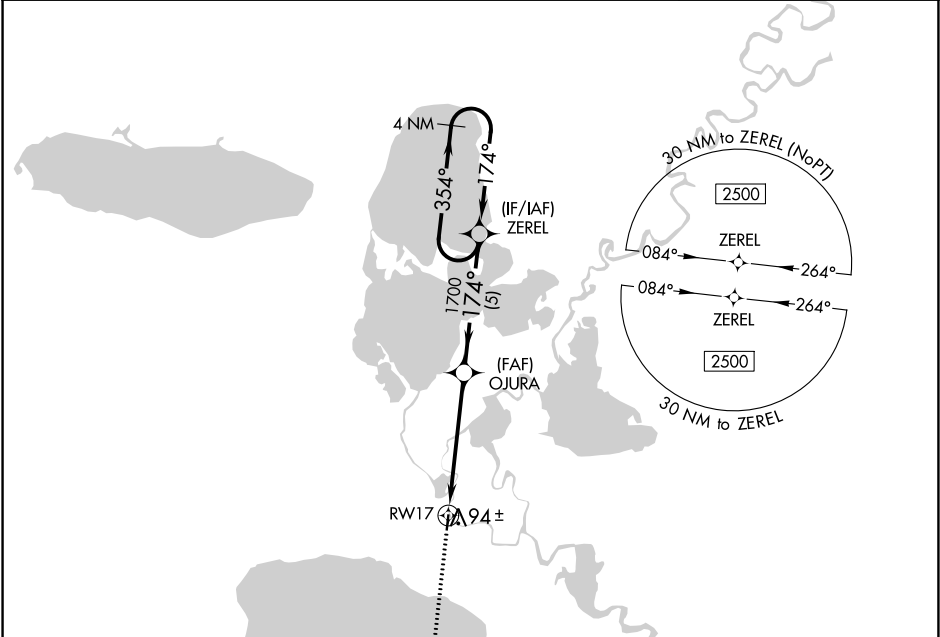 4 NM
354°
174°
(IF/IAF)
ZEREL
1700
174°
(5)
(FAF)
OJURA
RW17
94±
30 NM to ZEREL (NoPT)
2500
ZEREL
084°
264°
084°
264°
ZEREL
2500
30 NM to ZEREL